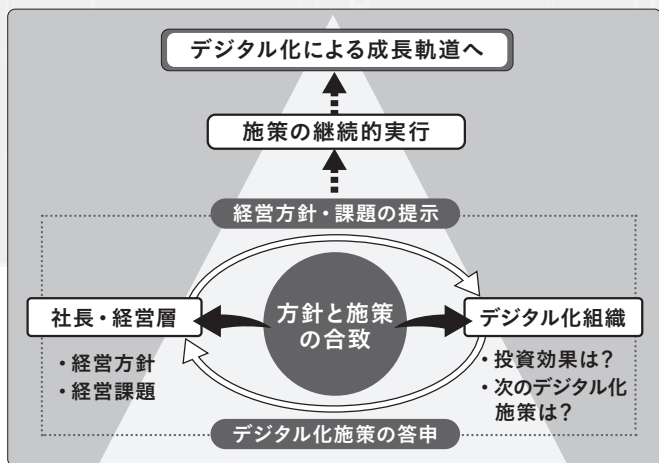 デジタル化による成長軌道へ
施策の継続的実行
経営方針・課題の提示
社長・経営層
・経営方針
・経営課題
方針と施策
の合致
デジタル化組織
・投資効果は?
・次のデジタル化
施策は?
デジタル化施策の答申